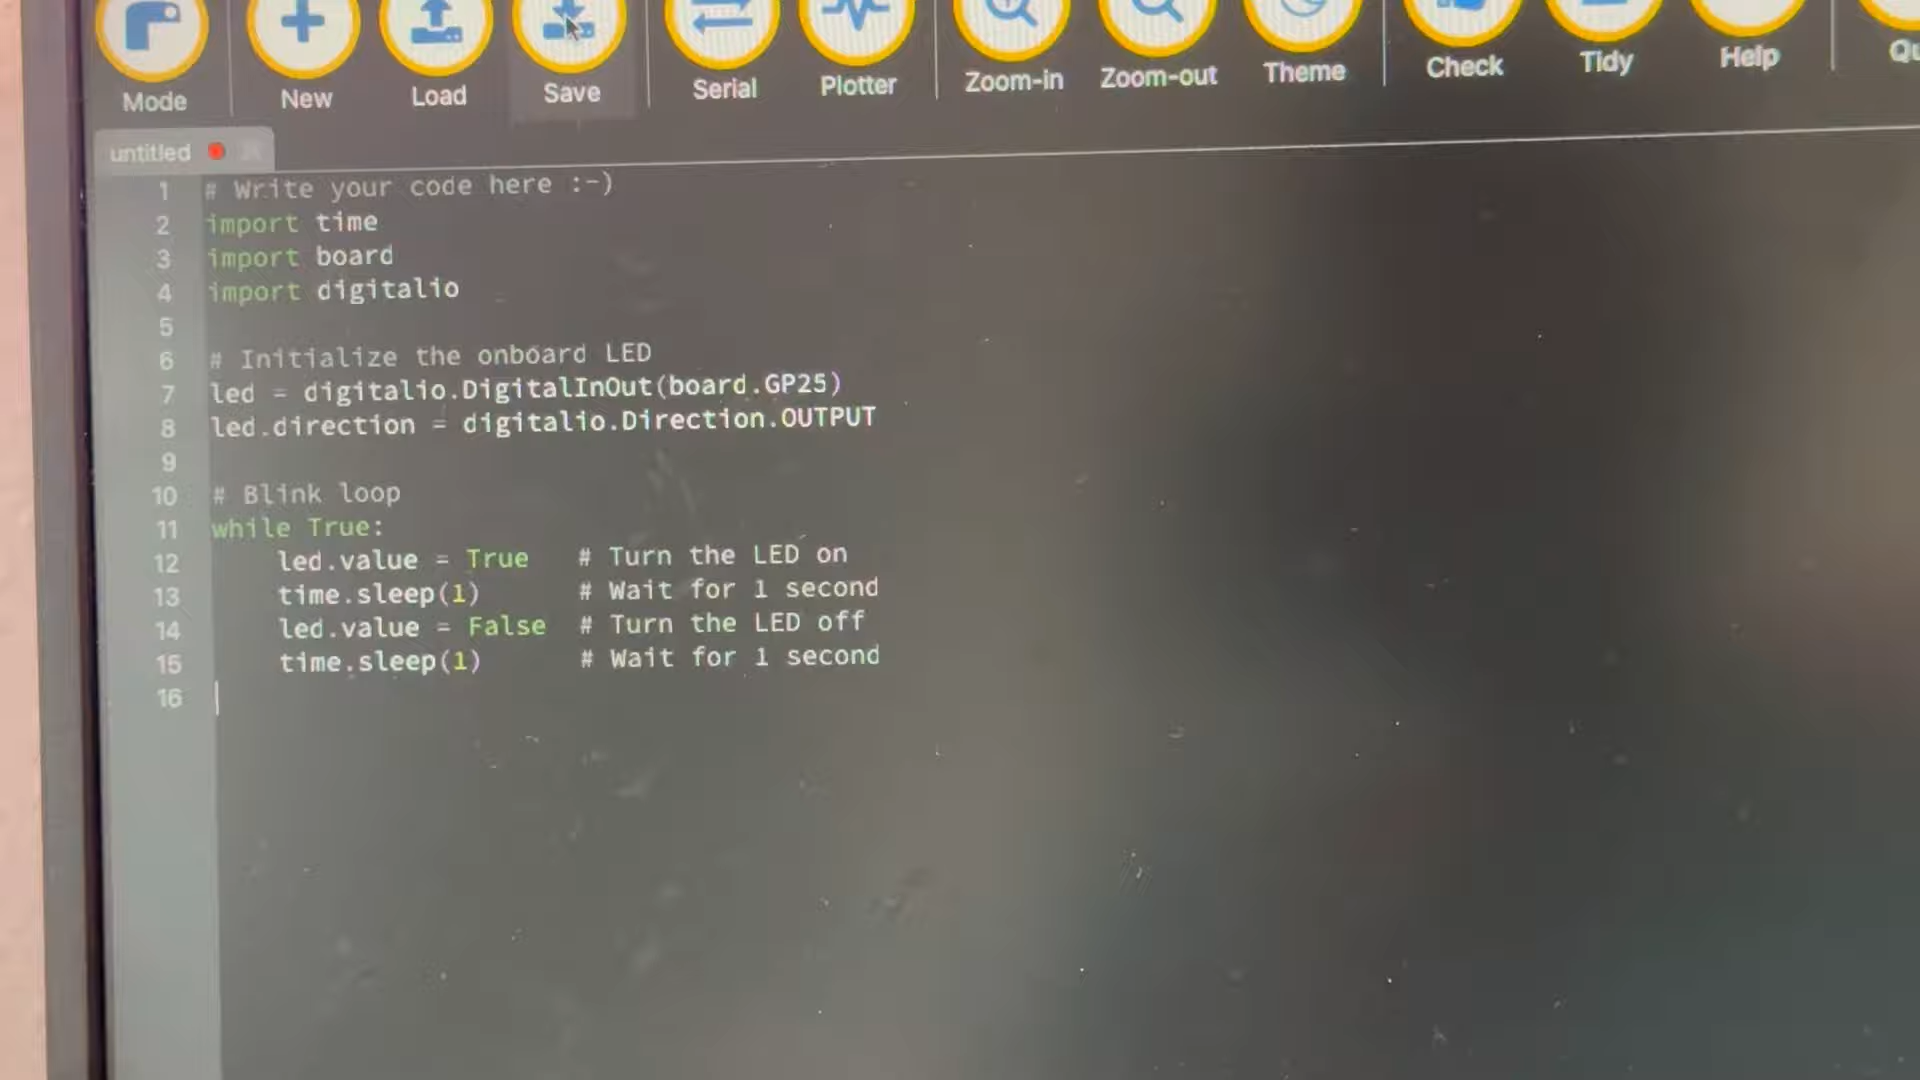 Mode New Load Save Serial Plotter Zoom-in Zoom-out Theme Check Tidy Help
untitled
1 # Write your code here :-)
2 import time
3 import board
4 import digitalio
5
6 # Initialize the onboard LED
7 led = digitalio.DigitalInOut(board.GP25)
8 led.direction = digitalio.Direction.OUTPUT
9
10 # Blink loop
11 while True:
12     led.value = True   # Turn the LED on
13     time.sleep(1)      # Wait for 1 second
14     led.value = False  # Turn the LED off
15     time.sleep(1)      # Wait for 1 second
16